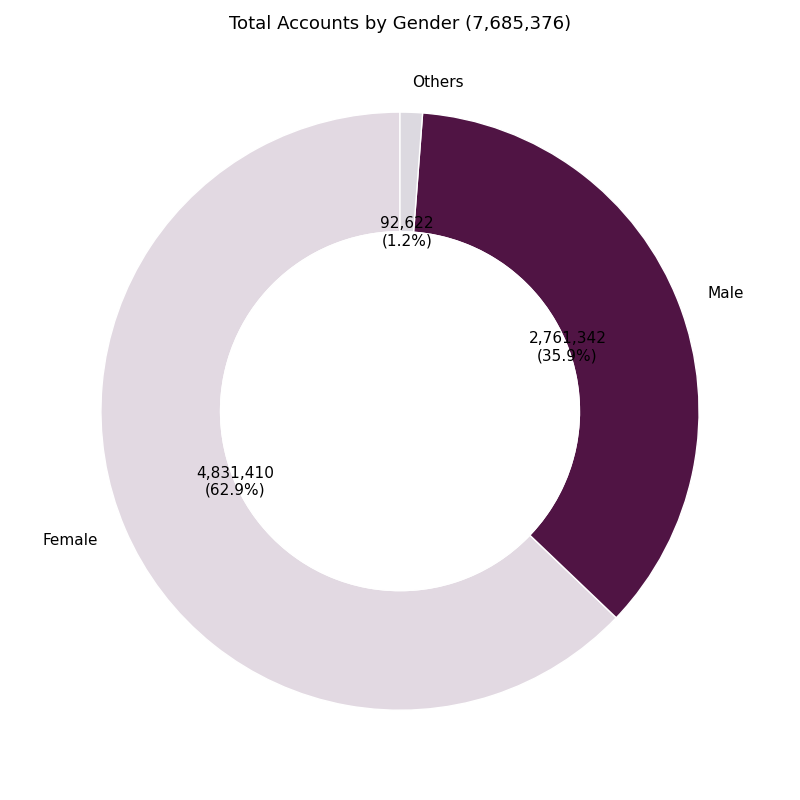 Total Accounts by Gender (7,685,376)
Others
92,622
(1.2%)
Male
2,761,342
(35.9%)
4,831,410
(62.9%)
Female